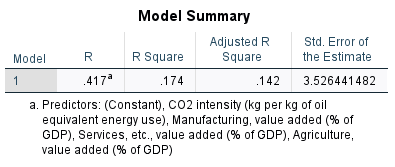 Model Summary
Adjusted R Std. Error of
Model R R Square Square the Estimate
1 .417a .174 .142 3.526441482
a. Predictors: (Constant), CO2 intensity (kg per kg of oil
equivalent energy use), Manufacturing, value added (% of
GDP), Services, etc., value added (% of GDP), Agriculture,
value added (% of GDP)